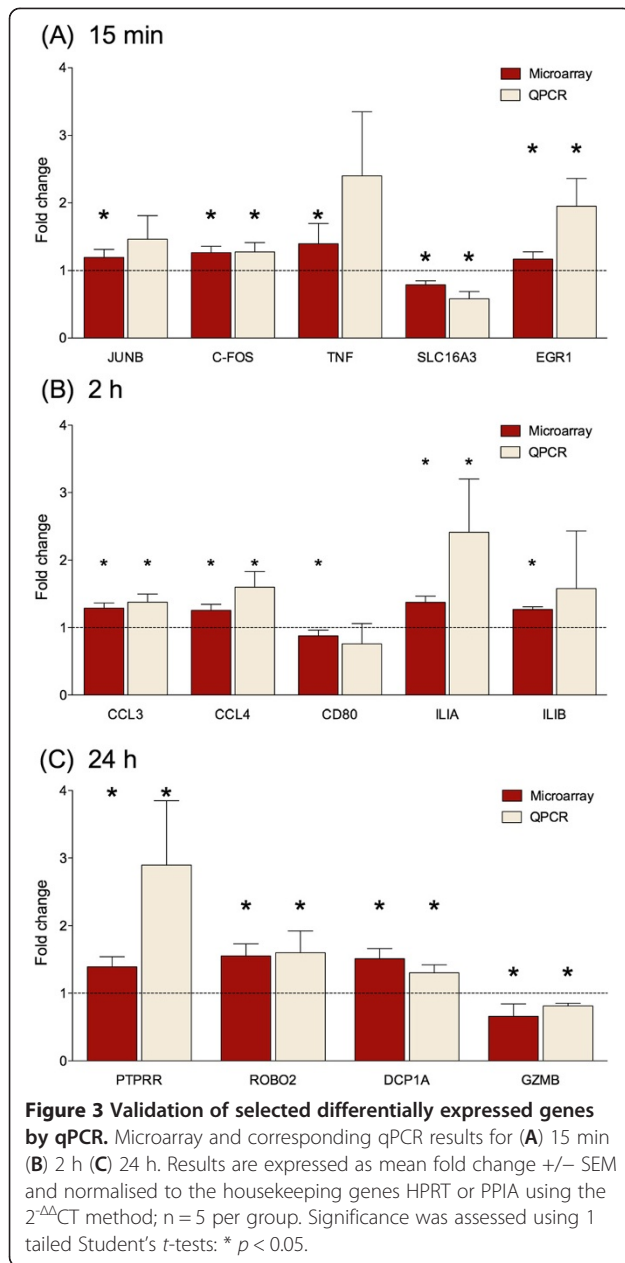 (A) 15 min
Microarray
QPCR
Fold change
4
3
2
1
0
* * * * * * * *
JUNB C-FOS TNF SLC16A3 EGR1
(B) 2 h
Microarray
QPCR
Fold change
4
3
2
1
0
* * * * * * * *
CCL3 CCL4 CD80 ILIA ILIB
(C) 24 h
Microarray
QPCR
Fold change
4
3
2
1
0
* * * * * * * *
PTPRR ROBO2 DCP1A GZMB
Figure 3 Validation of selected differentially expressed genes
by qPCR. Microarray and corresponding qPCR results for (A) 15 min
(B) 2 h (C) 24 h. Results are expressed as mean fold change +/− SEM
and normalised to the housekeeping genes HPRT or PPIA using the
2-ΔΔCT method; n = 5 per group. Significance was assessed using 1
tailed Student's t-tests: * p < 0.05.